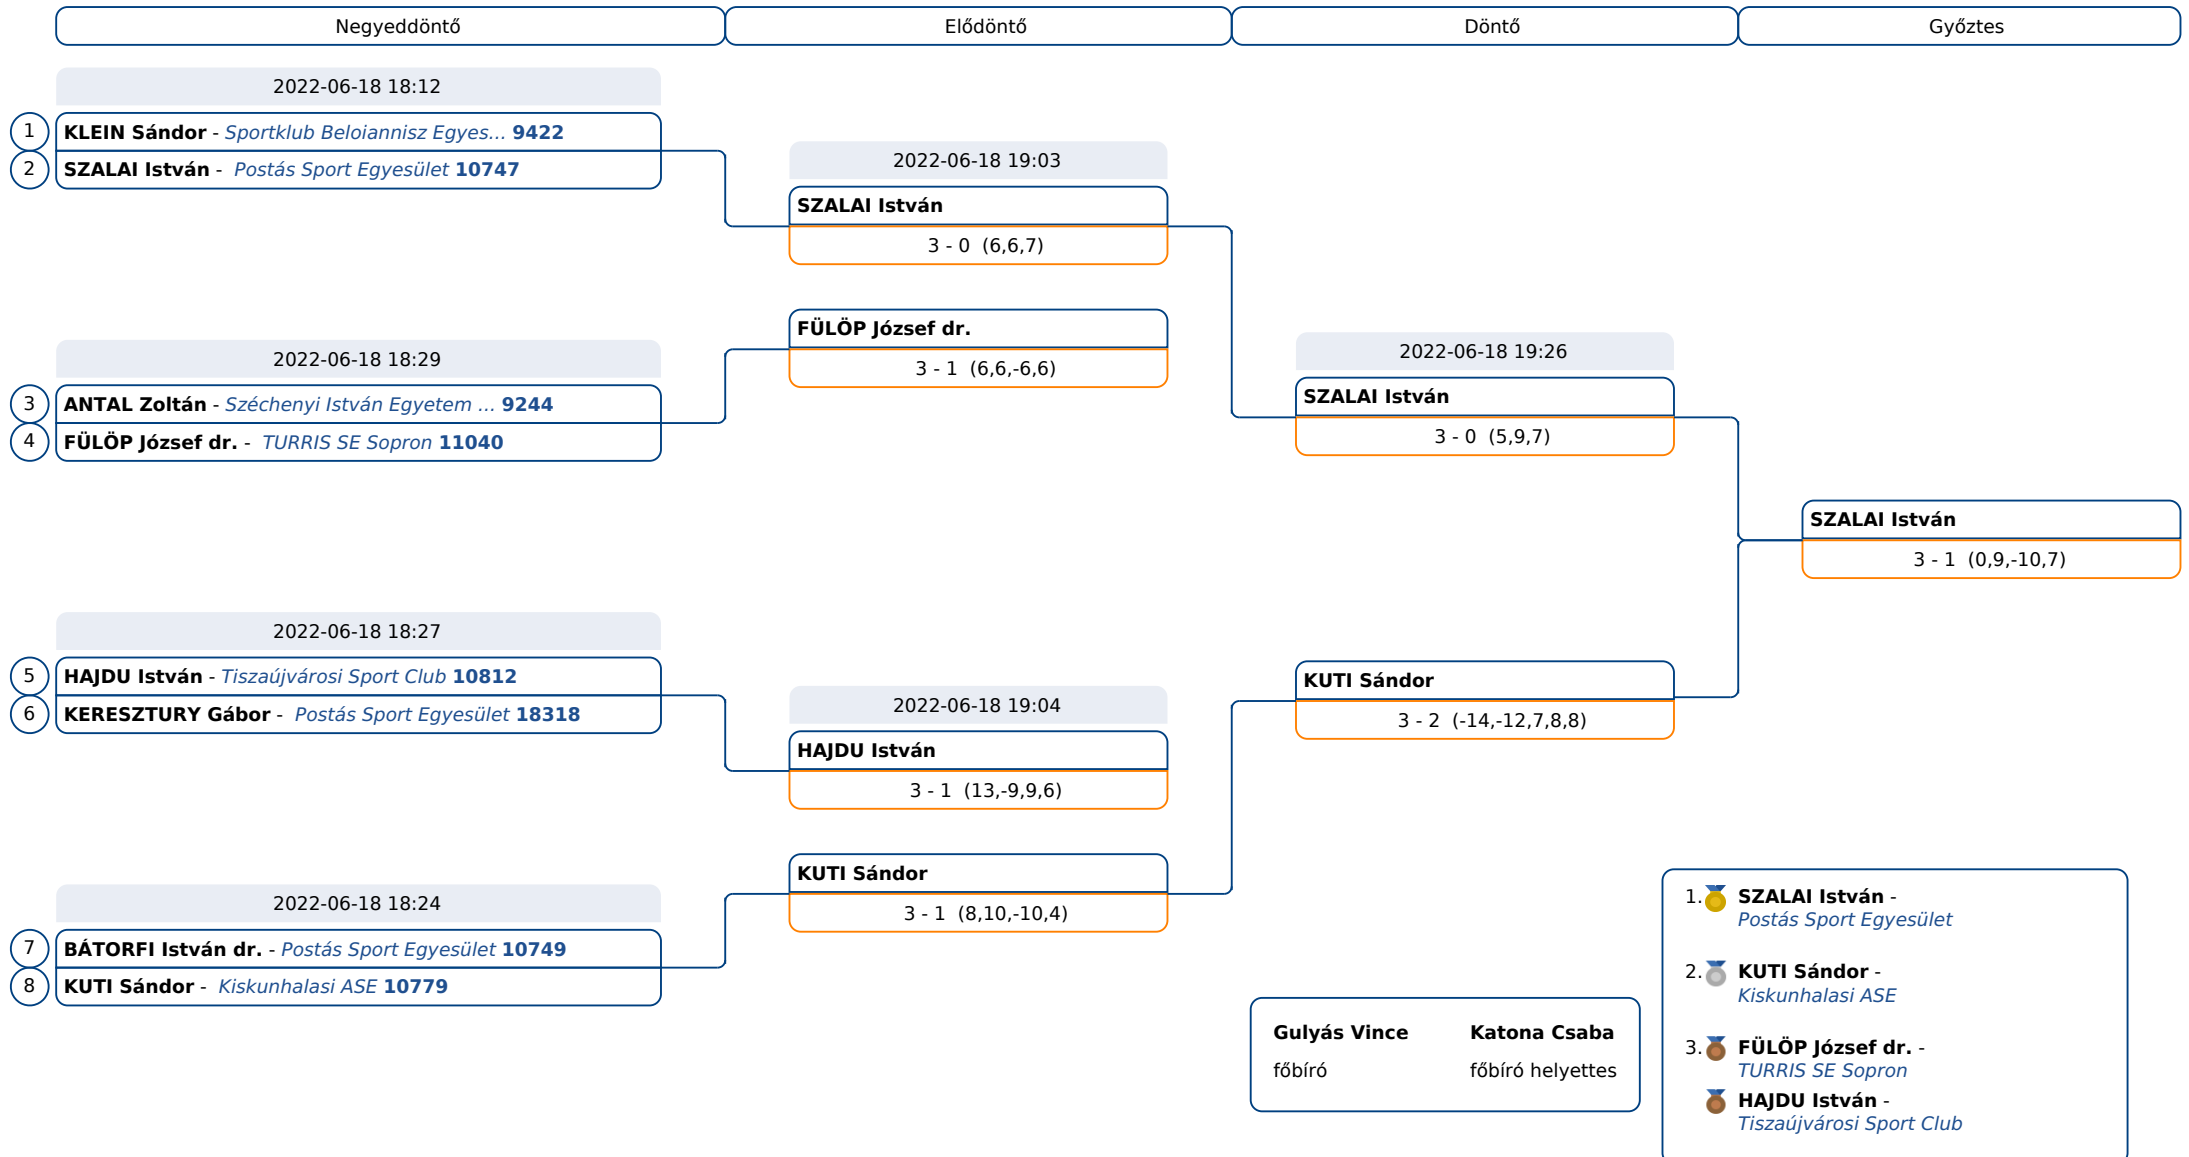 Negyeddöntő
Elődöntő
Döntő
Győztes
2022-06-18 18:12
1 KLEIN Sándor - Sportklub Beloiannisz Egyes... 9422
2 SZALAI István - Postás Sport Egyesület 10747
2022-06-18 18:29
3 ANTAL Zoltán - Széchenyi István Egyetem ... 9244
4 FÜLÖP József dr. - TURRIS SE Sopron 11040
2022-06-18 18:27
5 HAJDU István - Tiszaújvárosi Sport Club 10812
6 KERESZTURY Gábor - Postás Sport Egyesület 18318
2022-06-18 18:24
7 BÁTORFI István dr. - Postás Sport Egyesület 10749
8 KUTI Sándor - Kiskunhalasi ASE 10779
2022-06-18 19:03
SZALAI István
3 - 0 (6,6,7)
FÜLÖP József dr.
3 - 1 (6,6,-6,6)
2022-06-18 19:04
HAJDU István
3 - 1 (13,-9,9,6)
KUTI Sándor
3 - 1 (8,10,-10,4)
2022-06-18 19:26
SZALAI István
3 - 0 (5,9,7)
KUTI Sándor
3 - 2 (-14,-12,7,8,8)
SZALAI István
3 - 1 (0,9,-10,7)
Gulyás Vince
főbíró
Katona Csaba
főbíró helyettes
1. SZALAI István -
Postás Sport Egyesület
2. KUTI Sándor -
Kiskunhalasi ASE
3. FÜLÖP József dr. -
TURRIS SE Sopron
HAJDU István -
Tiszaújvárosi Sport Club